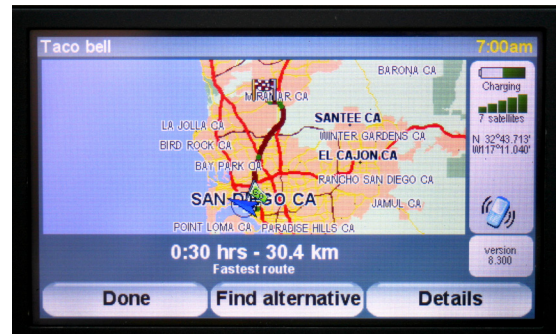 Taco bell
7:00am
BARONA CA
Charging
MIRAMAR CA
7 satellites
SANTEE CA
LA JOLLA CA
WINTER GARDENS CA
N 32°43.713'
W117°11.040'
BIRD ROCK CA
EL CAJON CA
BAY PARK CA
RANCHO SAN DIEGO CA
SAN DIEGO CA
JAMUL CA
POINT LOMA CA
PARADISE HILLS CA
0:30 hrs - 30.4 km
Fastest route
version
8.300
Done
Find alternative
Details